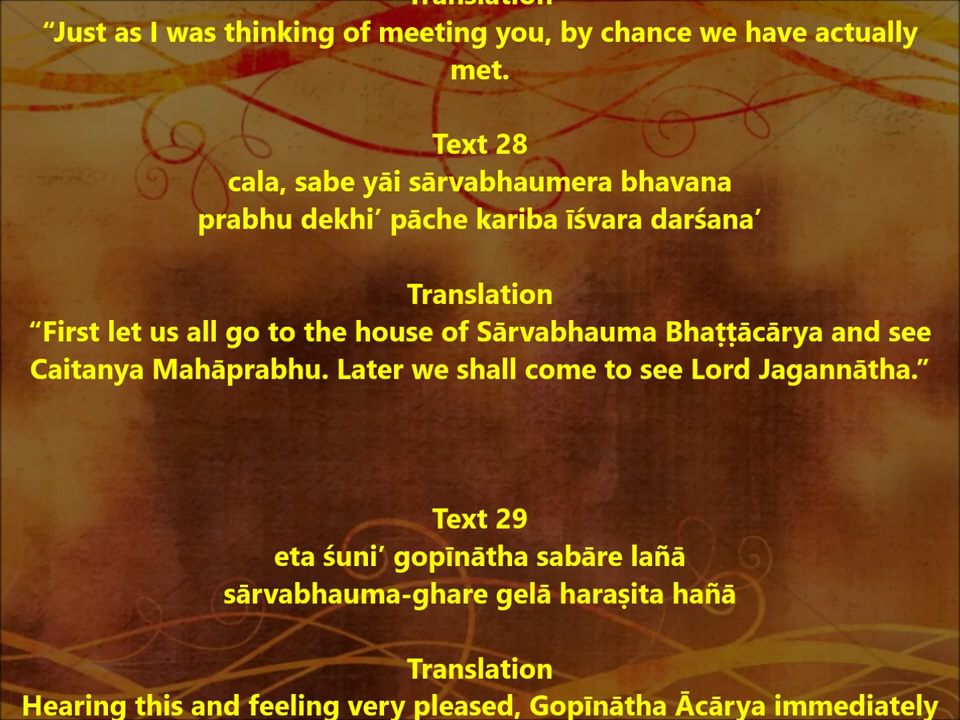 Translation
“Just as I was thinking of meeting you, by chance we have actually
met.
Text 28
cala, sabe yāi sārvabhaumera bhavana
prabhu dekhi’ pāche kariba īśvara darśana’
Translation
“First let us all go to the house of Sārvabhauma Bhaṭṭācārya and see
Caitanya Mahāprabhu. Later we shall come to see Lord Jagannātha.”
Text 29
eta śuni’ gopīnātha sabāre lañā
sārvabhauma-ghare gelā haraṣita hañā
Translation
Hearing this and feeling very pleased, Gopīnātha Ācārya immediately